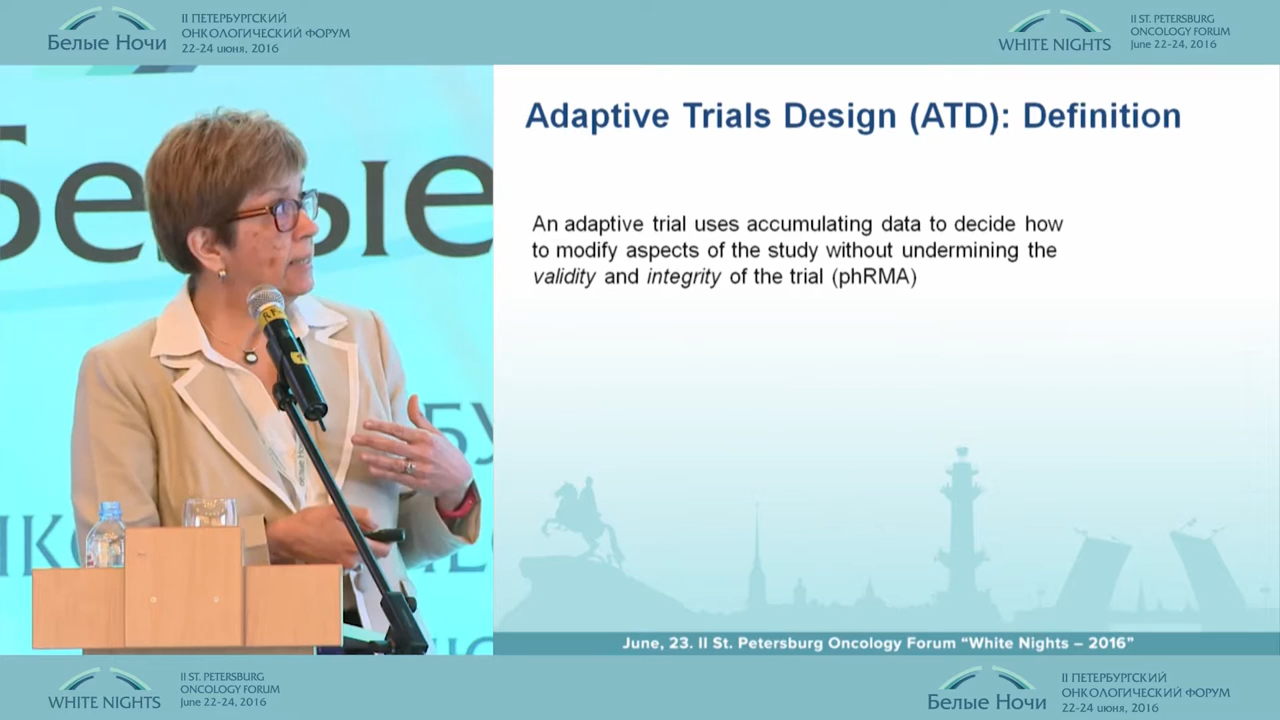 Белые Ночи
II ПЕТЕРБУРГСКИЙ
ОНКОЛОГИЧЕСКИЙ ФОРУМ
22-24 июня, 2016
WHITE NIGHTS
II ST. PETERSBURG
ONCOLOGY FORUM
June 22-24, 2016
Adaptive Trials Design (ATD): Definition
An adaptive trial uses accumulating data to decide how
to modify aspects of the study without undermining the
validity and integrity of the trial (phRMA)
June, 23. II St. Petersburg Oncology Forum “White Nights – 2016”
WHITE NIGHTS
II ST. PETERSBURG
ONCOLOGY FORUM
June 22-24, 2016
Белые Ночи
II ПЕТЕРБУРГСКИЙ
ОНКОЛОГИЧЕСКИЙ ФОРУМ
22-24 июня, 2016